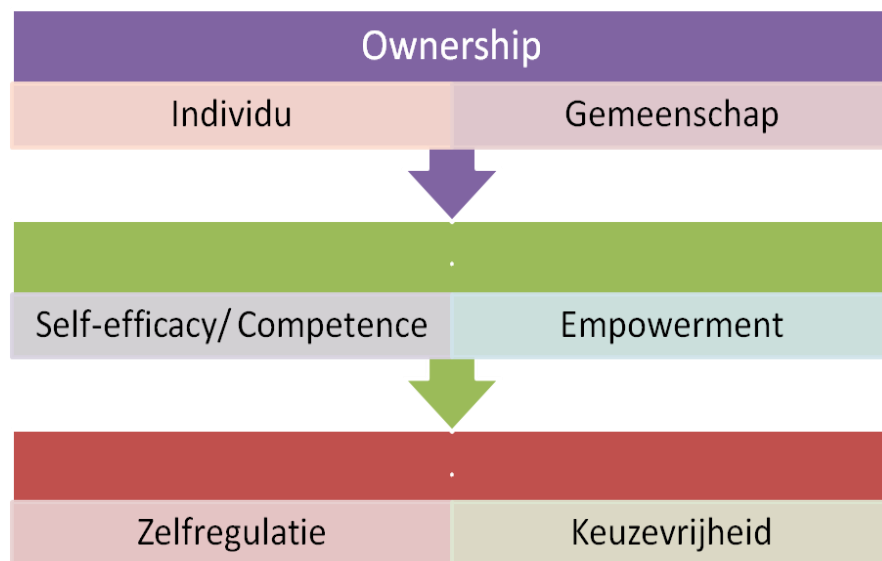 Ownership
Individu Gemeenschap
.
Self-efficacy/ Competence Empowerment
.
Zelfregulatie Keuzevrijheid